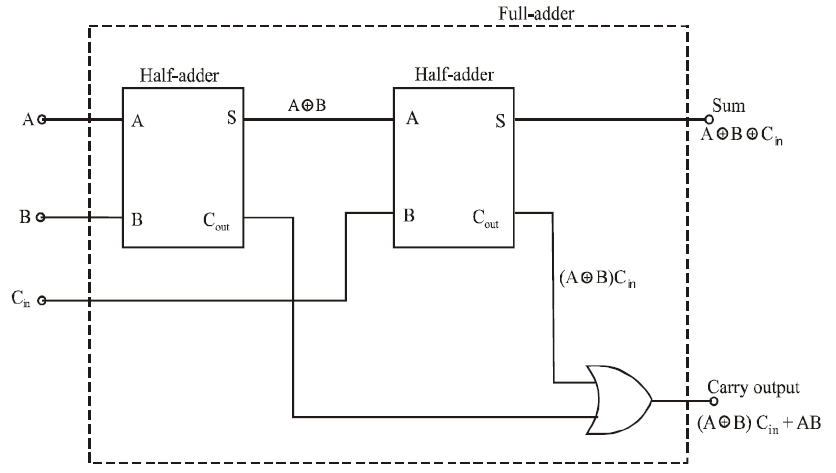 Full-adder
Half-adder
Half-adder
A
A
S
A⊕B
A
S
Sum
A⊕B⊕C_in
B
B
C_out
B
C_out
C_in
(A⊕B)C_in
Carry output
(A⊕B) C_in + AB